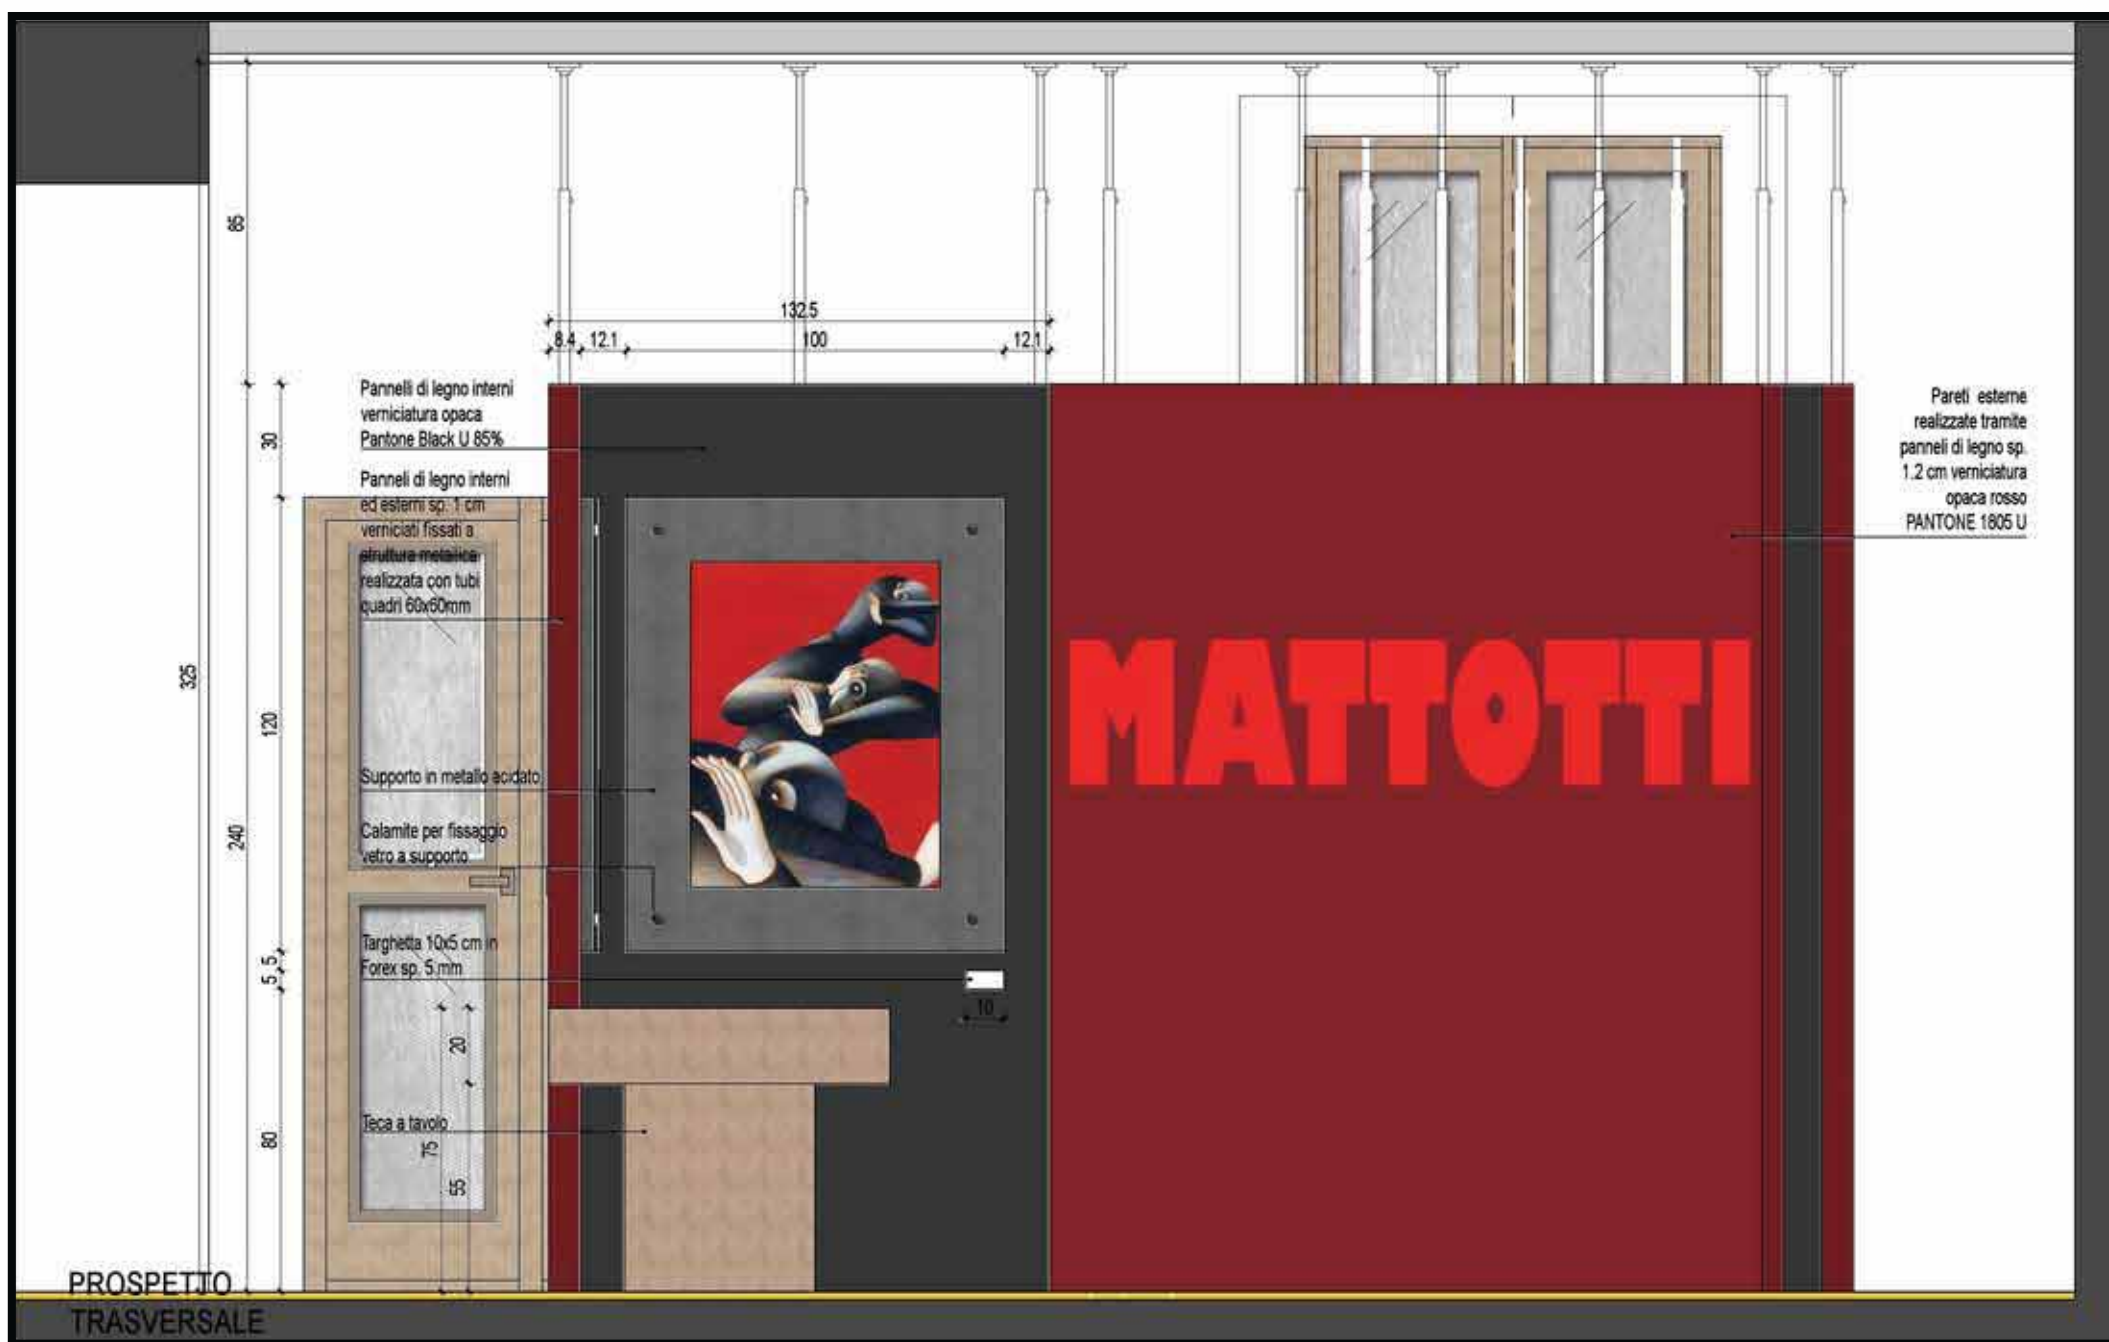 85
132.5
8.4
12.1
100
12.1
Pannelli di legno interni
verniciatura opaca
Pantone Black U 85%
Panneli di legno interni
ed esterni sp. 1 cm
verniciati fissati a
struttura metallica
realizzata con tubi
quadri 60x60mm
Supporto in metallo acidato
Calamite per fissaggio
vetro a supporto
Targhetta 10x5 cm in
Forex sp. 5 mm
Teca a tavolo
30
325
120
240
5
5
80
20
75
55
10
MATTOTTI
Pareti esterne
realizzate tramite
panneli di legno sp.
1.2 cm verniciatura
opaca rosso
PANTONE 1805 U
PROSPETTO
TRASVERSALE